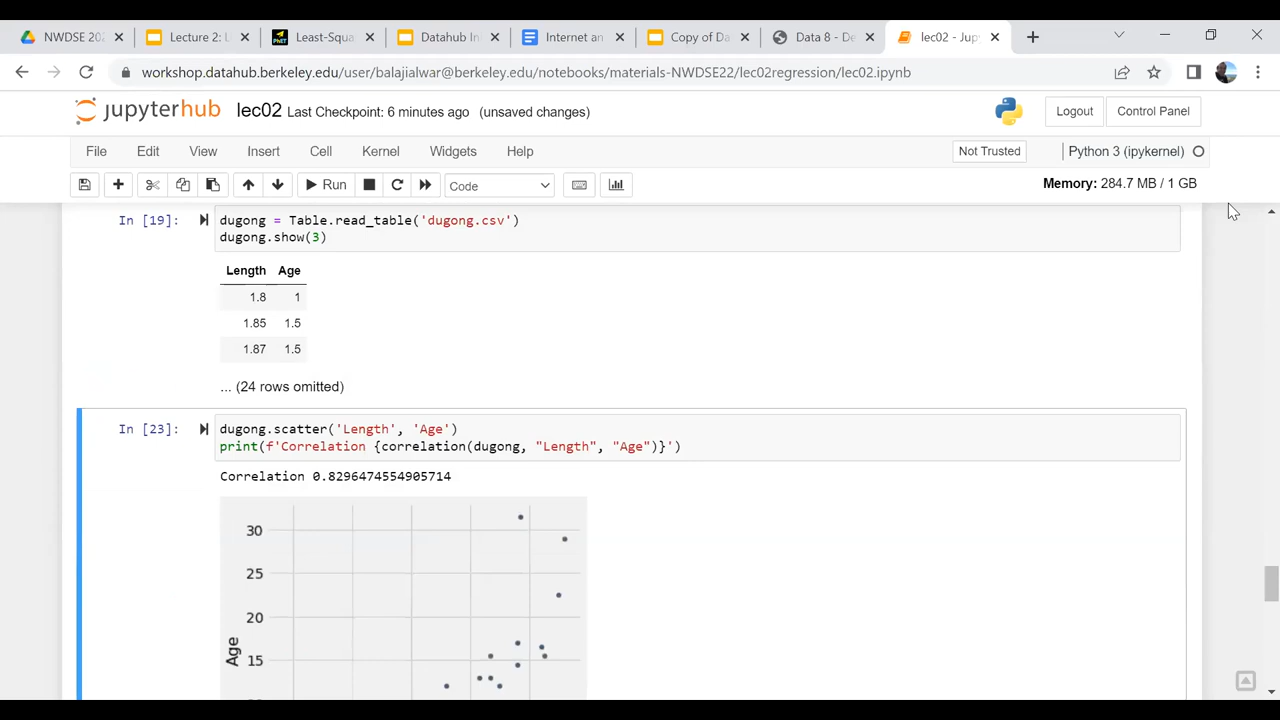 NWDSE 202
Lecture 2: L
Least-Squa
Datahub In
Internet an
Copy of Da
Data 8 - De
lec02 - Jup
workshop.datahub.berkeley.edu/user/balajialwar@berkeley.edu/notebooks/materials-NWDSE22/lec02regression/lec02.ipynb
jupyterhub lec02 Last Checkpoint: 6 minutes ago (unsaved changes) Logout Control Panel
File Edit View Insert Cell Kernel Widgets Help Not Trusted Python 3 (ipykernel)
Run Code Memory: 284.7 MB / 1 GB
In [19]: dugong = Table.read_table('dugong.csv')
dugong.show(3)
Length Age
1.8 1
1.85 1.5
1.87 1.5
... (24 rows omitted)
In [23]: dugong.scatter('Length', 'Age')
print(f'Correlation {correlation(dugong, "Length", "Age")}')
Correlation 0.8296474554905714
30
25
20
Age
15